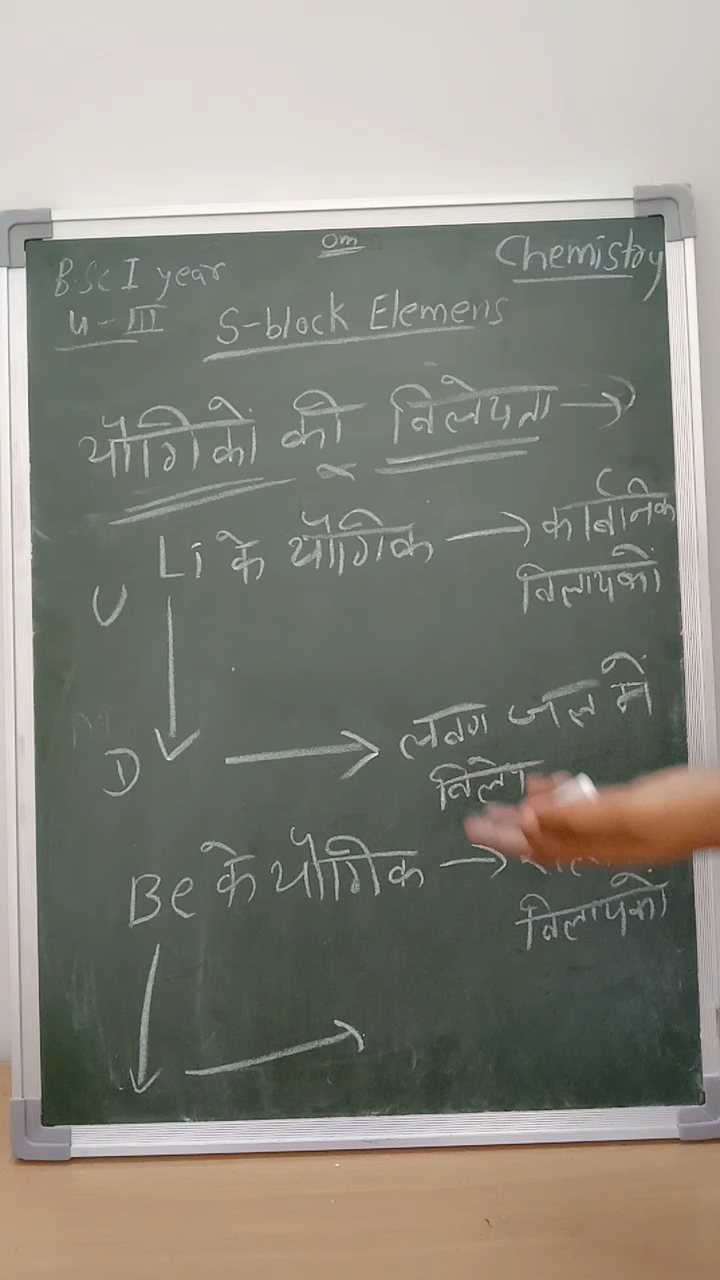 Om
B.Sc I year
Chemistry
U-III
S-block Elemens
यौगिकों की विलेयता →
Li के यौगिक → कार्बनिक
विलायकों
U
D → लवण जल में
Be के यौगिक →
विलायकों
→